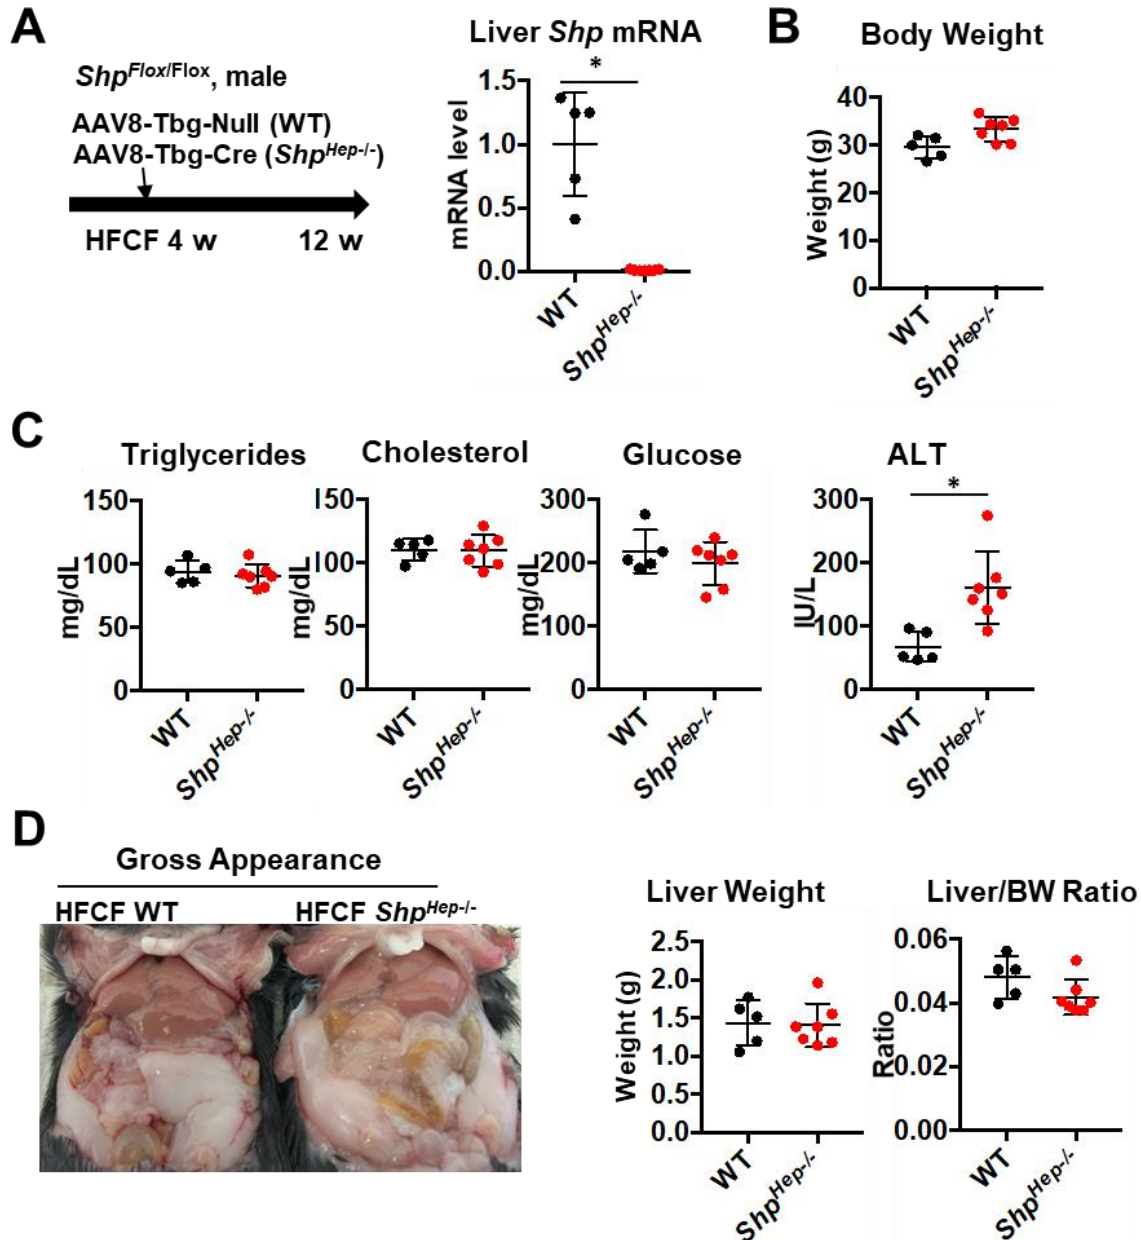 A
Shp^Flox/Flox, male
AAV8-Tbg-Null (WT)
AAV8-Tbg-Cre (Shp^Hep-/-)
HFCF 4 w 12 w
Liver Shp mRNA
*
mRNA level
1.5
1.0
0.5
0.0
WT
Shp^Hep-/-
B
Body Weight
Weight (g)
40
30
20
10
0
WT
Shp^Hep-/-
C
Triglycerides
mg/dL
150
100
50
0
WT
Shp^Hep-/-
Cholesterol
mg/dL
150
100
50
0
WT
Shp^Hep-/-
Glucose
mg/dL
300
200
100
0
WT
Shp^Hep-/-
ALT
*
IU/L
300
200
100
0
WT
Shp^Hep-/-
D
Gross Appearance
HFCF WT HFCF Shp^Hep-/-
Liver Weight
Weight (g)
2.5
2.0
1.5
1.0
0.5
0.0
WT
Shp^Hep-/-
Liver/BW Ratio
Ratio
0.06
0.04
0.02
0.00
WT
Shp^Hep-/-